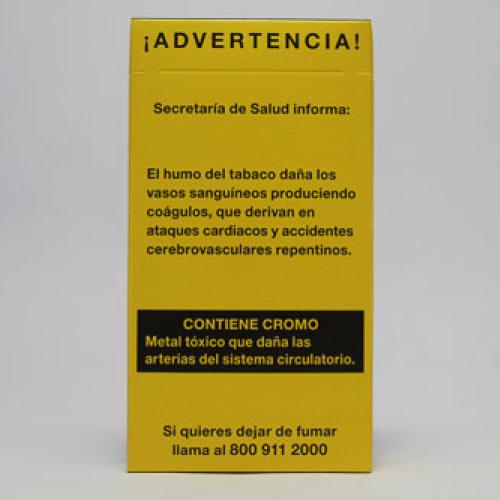 ¡ADVERTENCIA!
Secretaría de Salud informa:
El humo del tabaco daña los
vasos sanguíneos produciendo
coágulos, que derivan en
ataques cardiacos y accidentes
cerebrovasculares repentinos.
CONTIENE CROMO
Metal tóxico que daña las
arterias del sistema circulatorio.
Si quieres dejar de fumar
llama al 800 911 2000